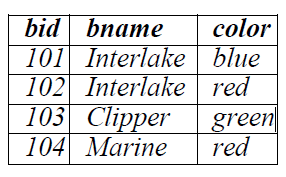 bid bname color
101 Interlake blue
102 Interlake red
103 Clipper green
104 Marine red